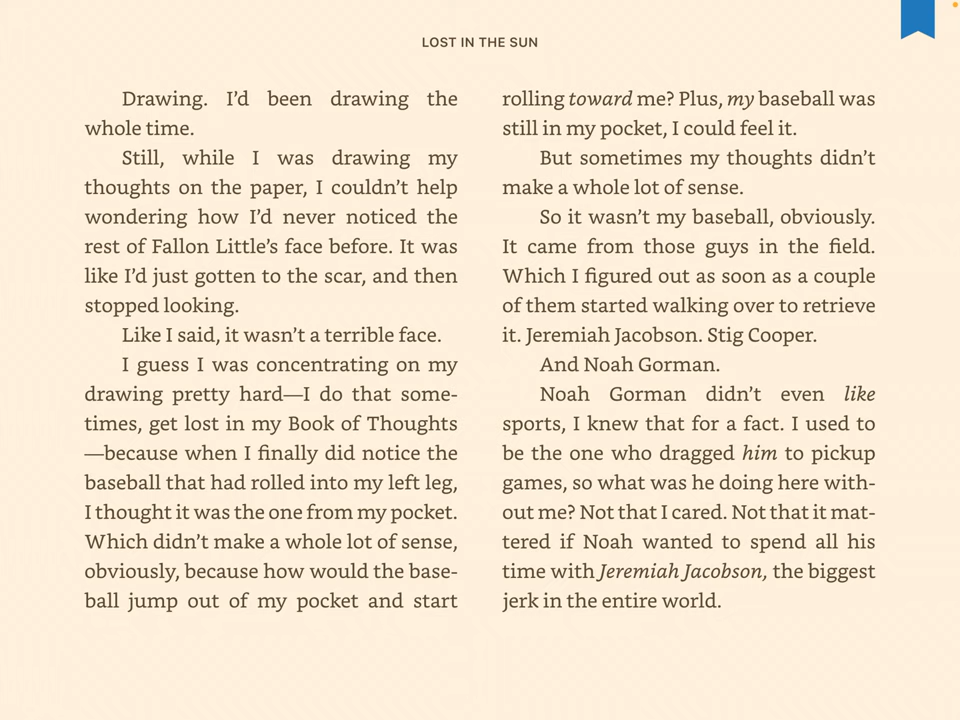 LOST IN THE SUN
Drawing. I’d been drawing the
whole time.
Still, while I was drawing my
thoughts on the paper, I couldn’t help
wondering how I’d never noticed the
rest of Fallon Little’s face before. It was
like I’d just gotten to the scar, and then
stopped looking.
Like I said, it wasn’t a terrible face.
I guess I was concentrating on my
drawing pretty hard—I do that some-
times, get lost in my Book of Thoughts
—because when I finally did notice the
baseball that had rolled into my left leg,
I thought it was the one from my pocket.
Which didn’t make a whole lot of sense,
obviously, because how would the base-
ball jump out of my pocket and start
rolling toward me? Plus, my baseball was
still in my pocket, I could feel it.
But sometimes my thoughts didn’t
make a whole lot of sense.
So it wasn’t my baseball, obviously.
It came from those guys in the field.
Which I figured out as soon as a couple
of them started walking over to retrieve
it. Jeremiah Jacobson. Stig Cooper.
And Noah Gorman.
Noah Gorman didn’t even like
sports, I knew that for a fact. I used to
be the one who dragged him to pickup
games, so what was he doing here with-
out me? Not that I cared. Not that it mat-
tered if Noah wanted to spend all his
time with Jeremiah Jacobson, the biggest
jerk in the entire world.